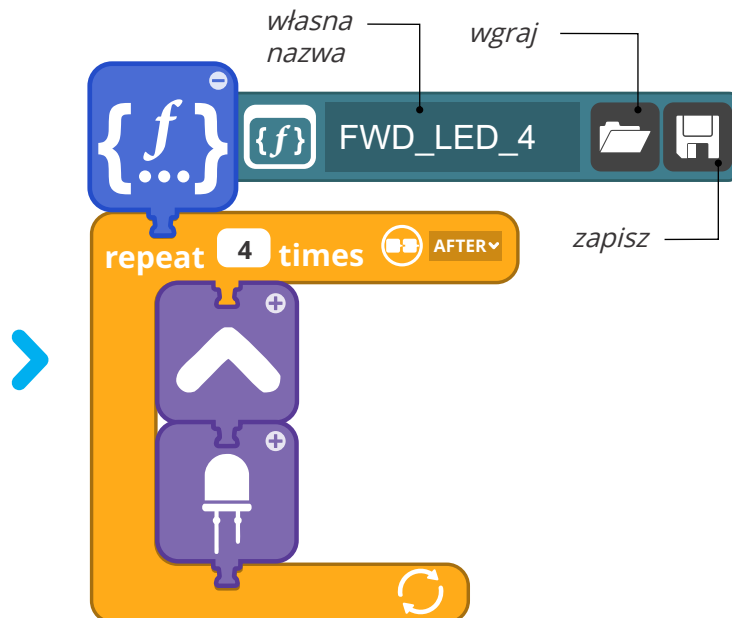 własna
nazwa
wgraj
{f}
...
{f}
FWD_LED_4
zapisz
repeat 4 times AFTER